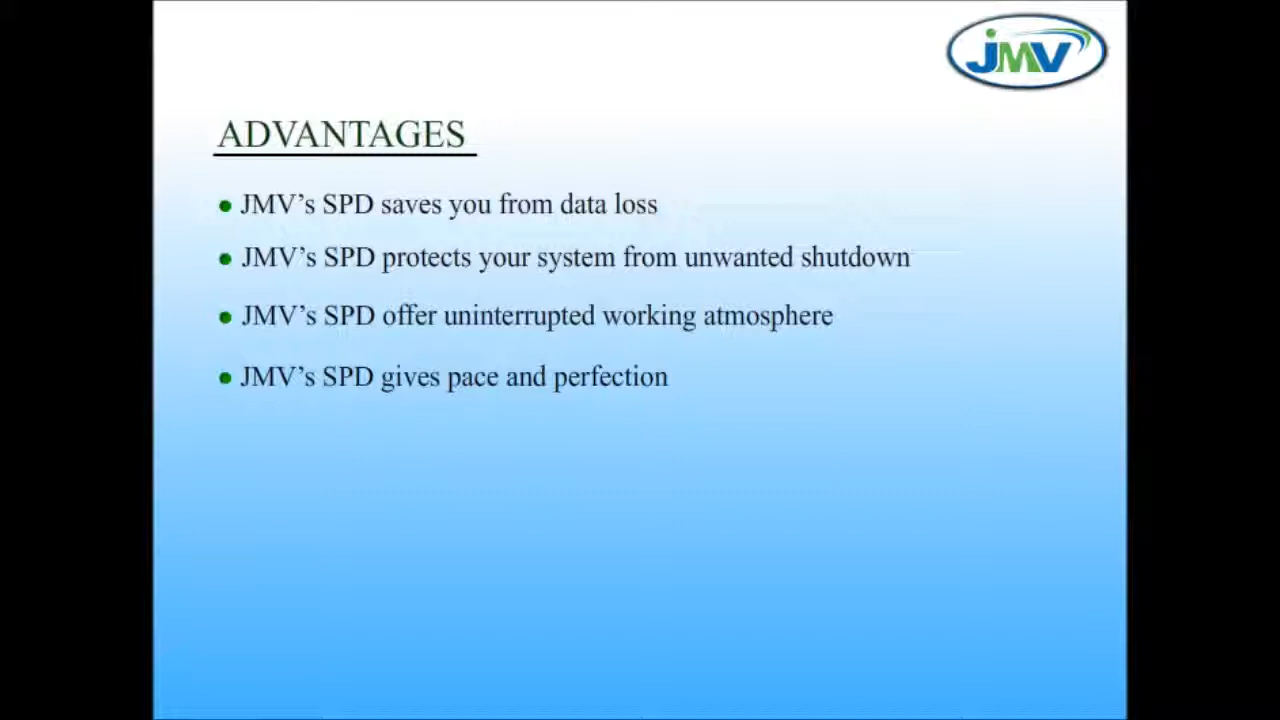 JMV
ADVANTAGES
JMV’s SPD saves you from data loss
JMV’s SPD protects your system from unwanted shutdown
JMV’s SPD offer uninterrupted working atmosphere
JMV’s SPD gives pace and perfection